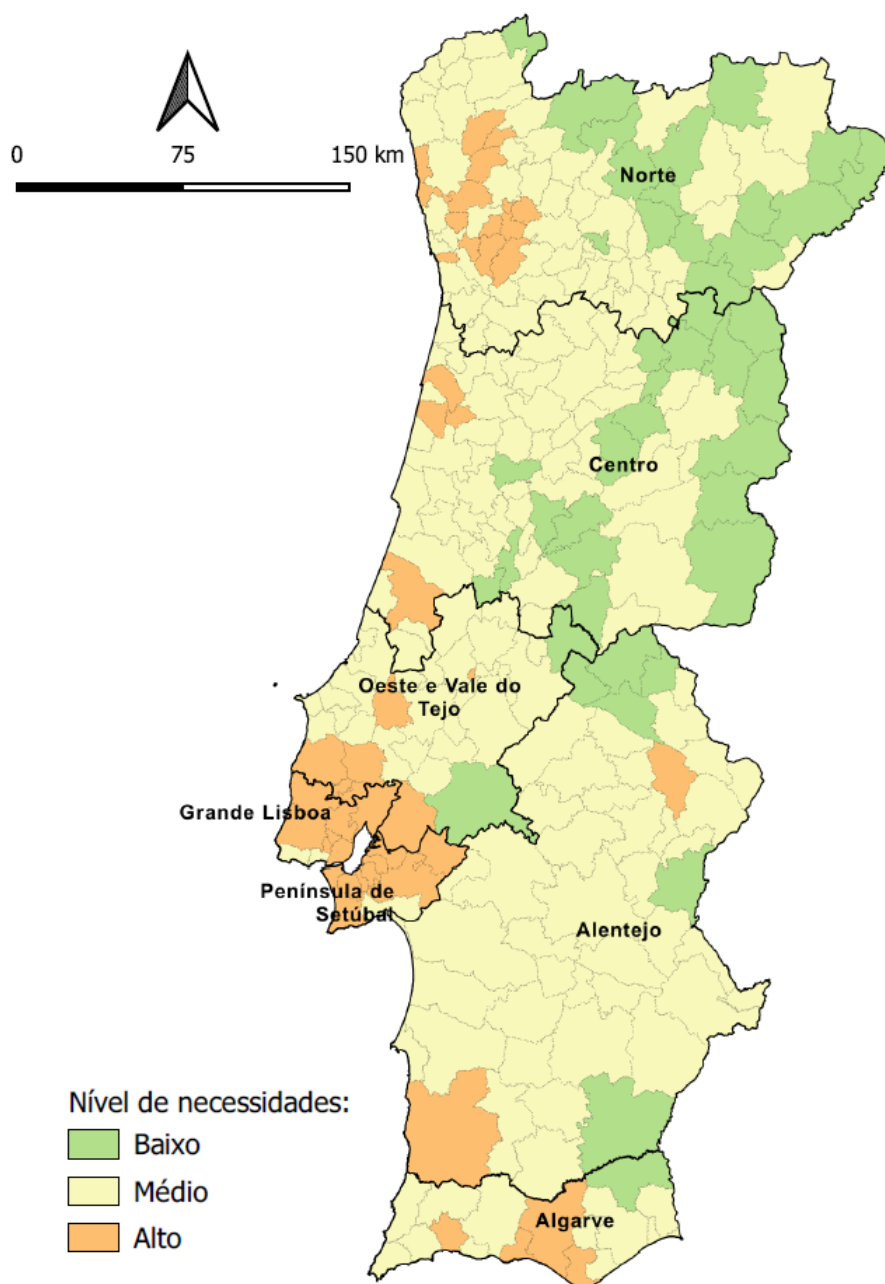 0 75 150 km
Norte
Centro
Oeste e Vale do
Tejo
Grande Lisboa
Península de
Setúbal
Alentejo
Algarve
Nível de necessidades:
Baixo
Médio
Alto